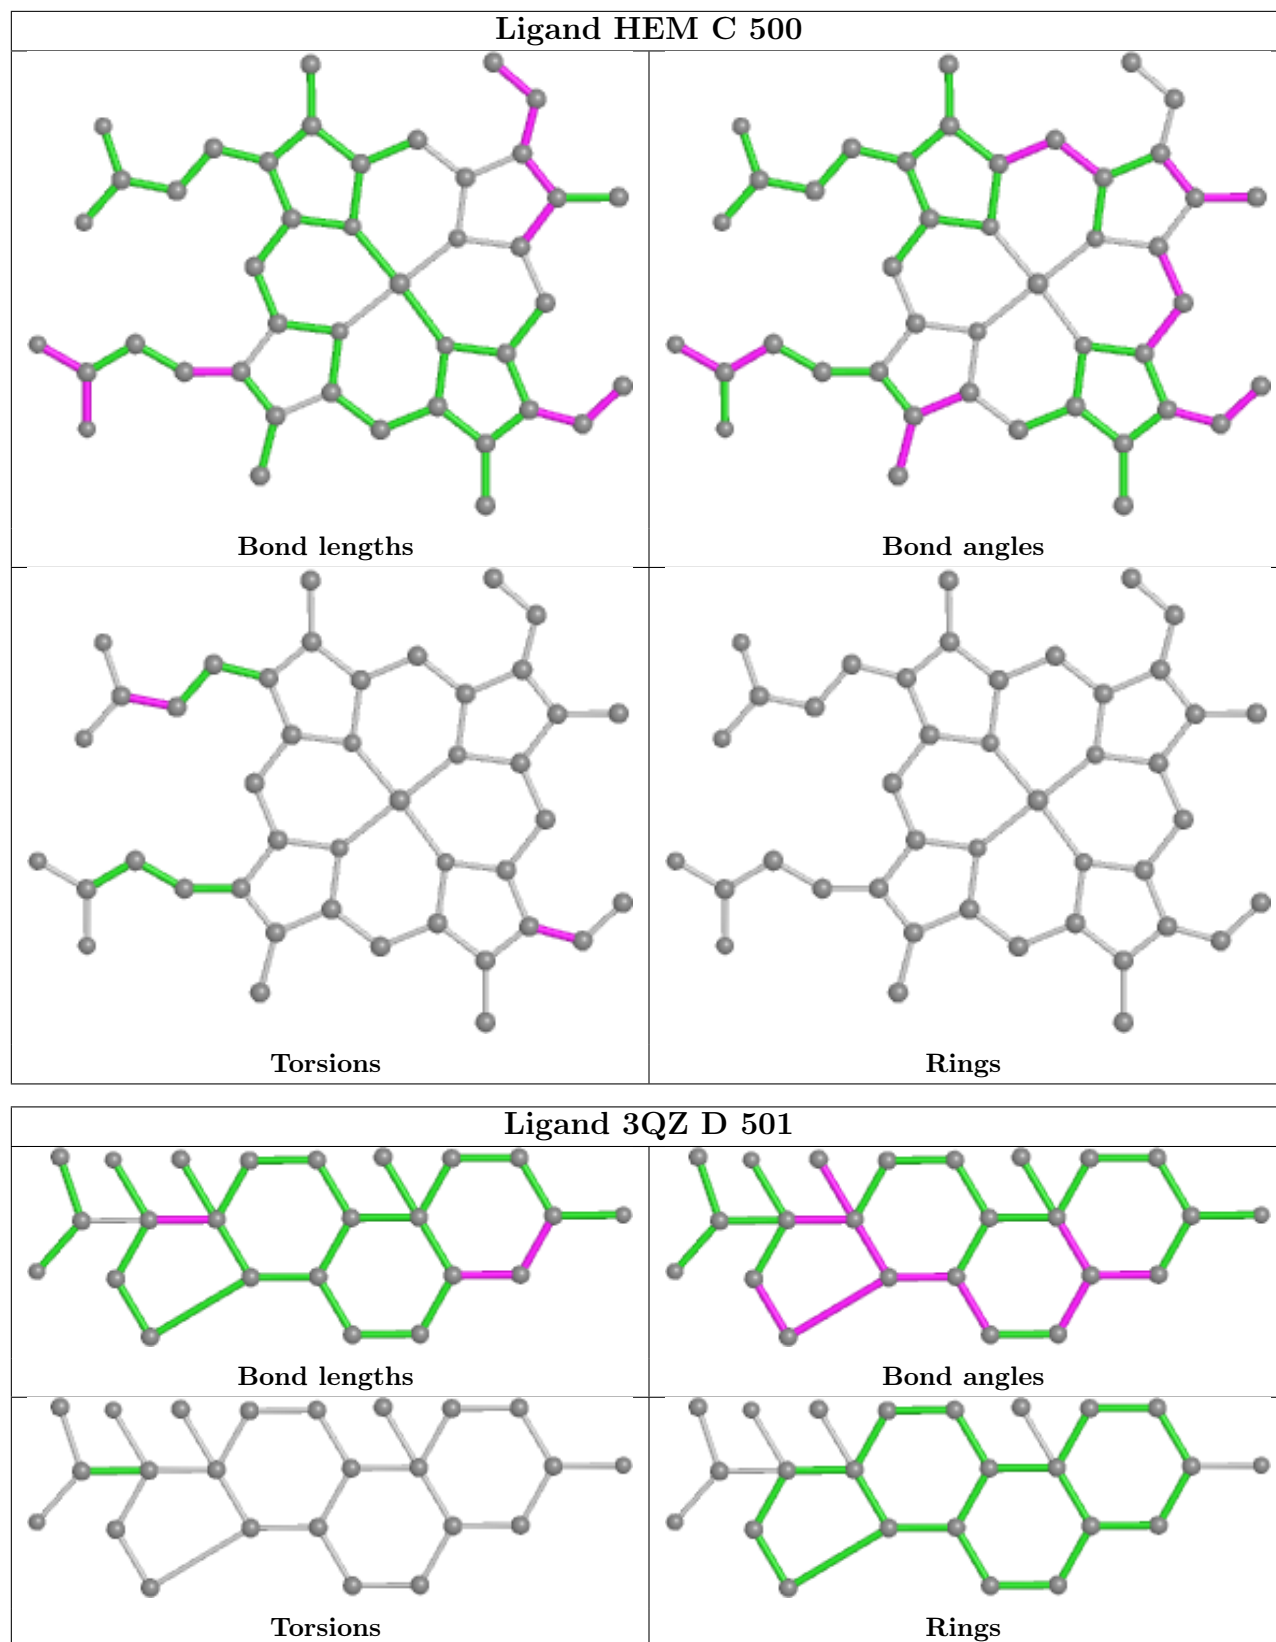 Ligand HEM C 500
Bond lengths
Bond angles
Torsions
Rings
Ligand 3QZ D 501
Bond lengths
Bond angles
Torsions
Rings